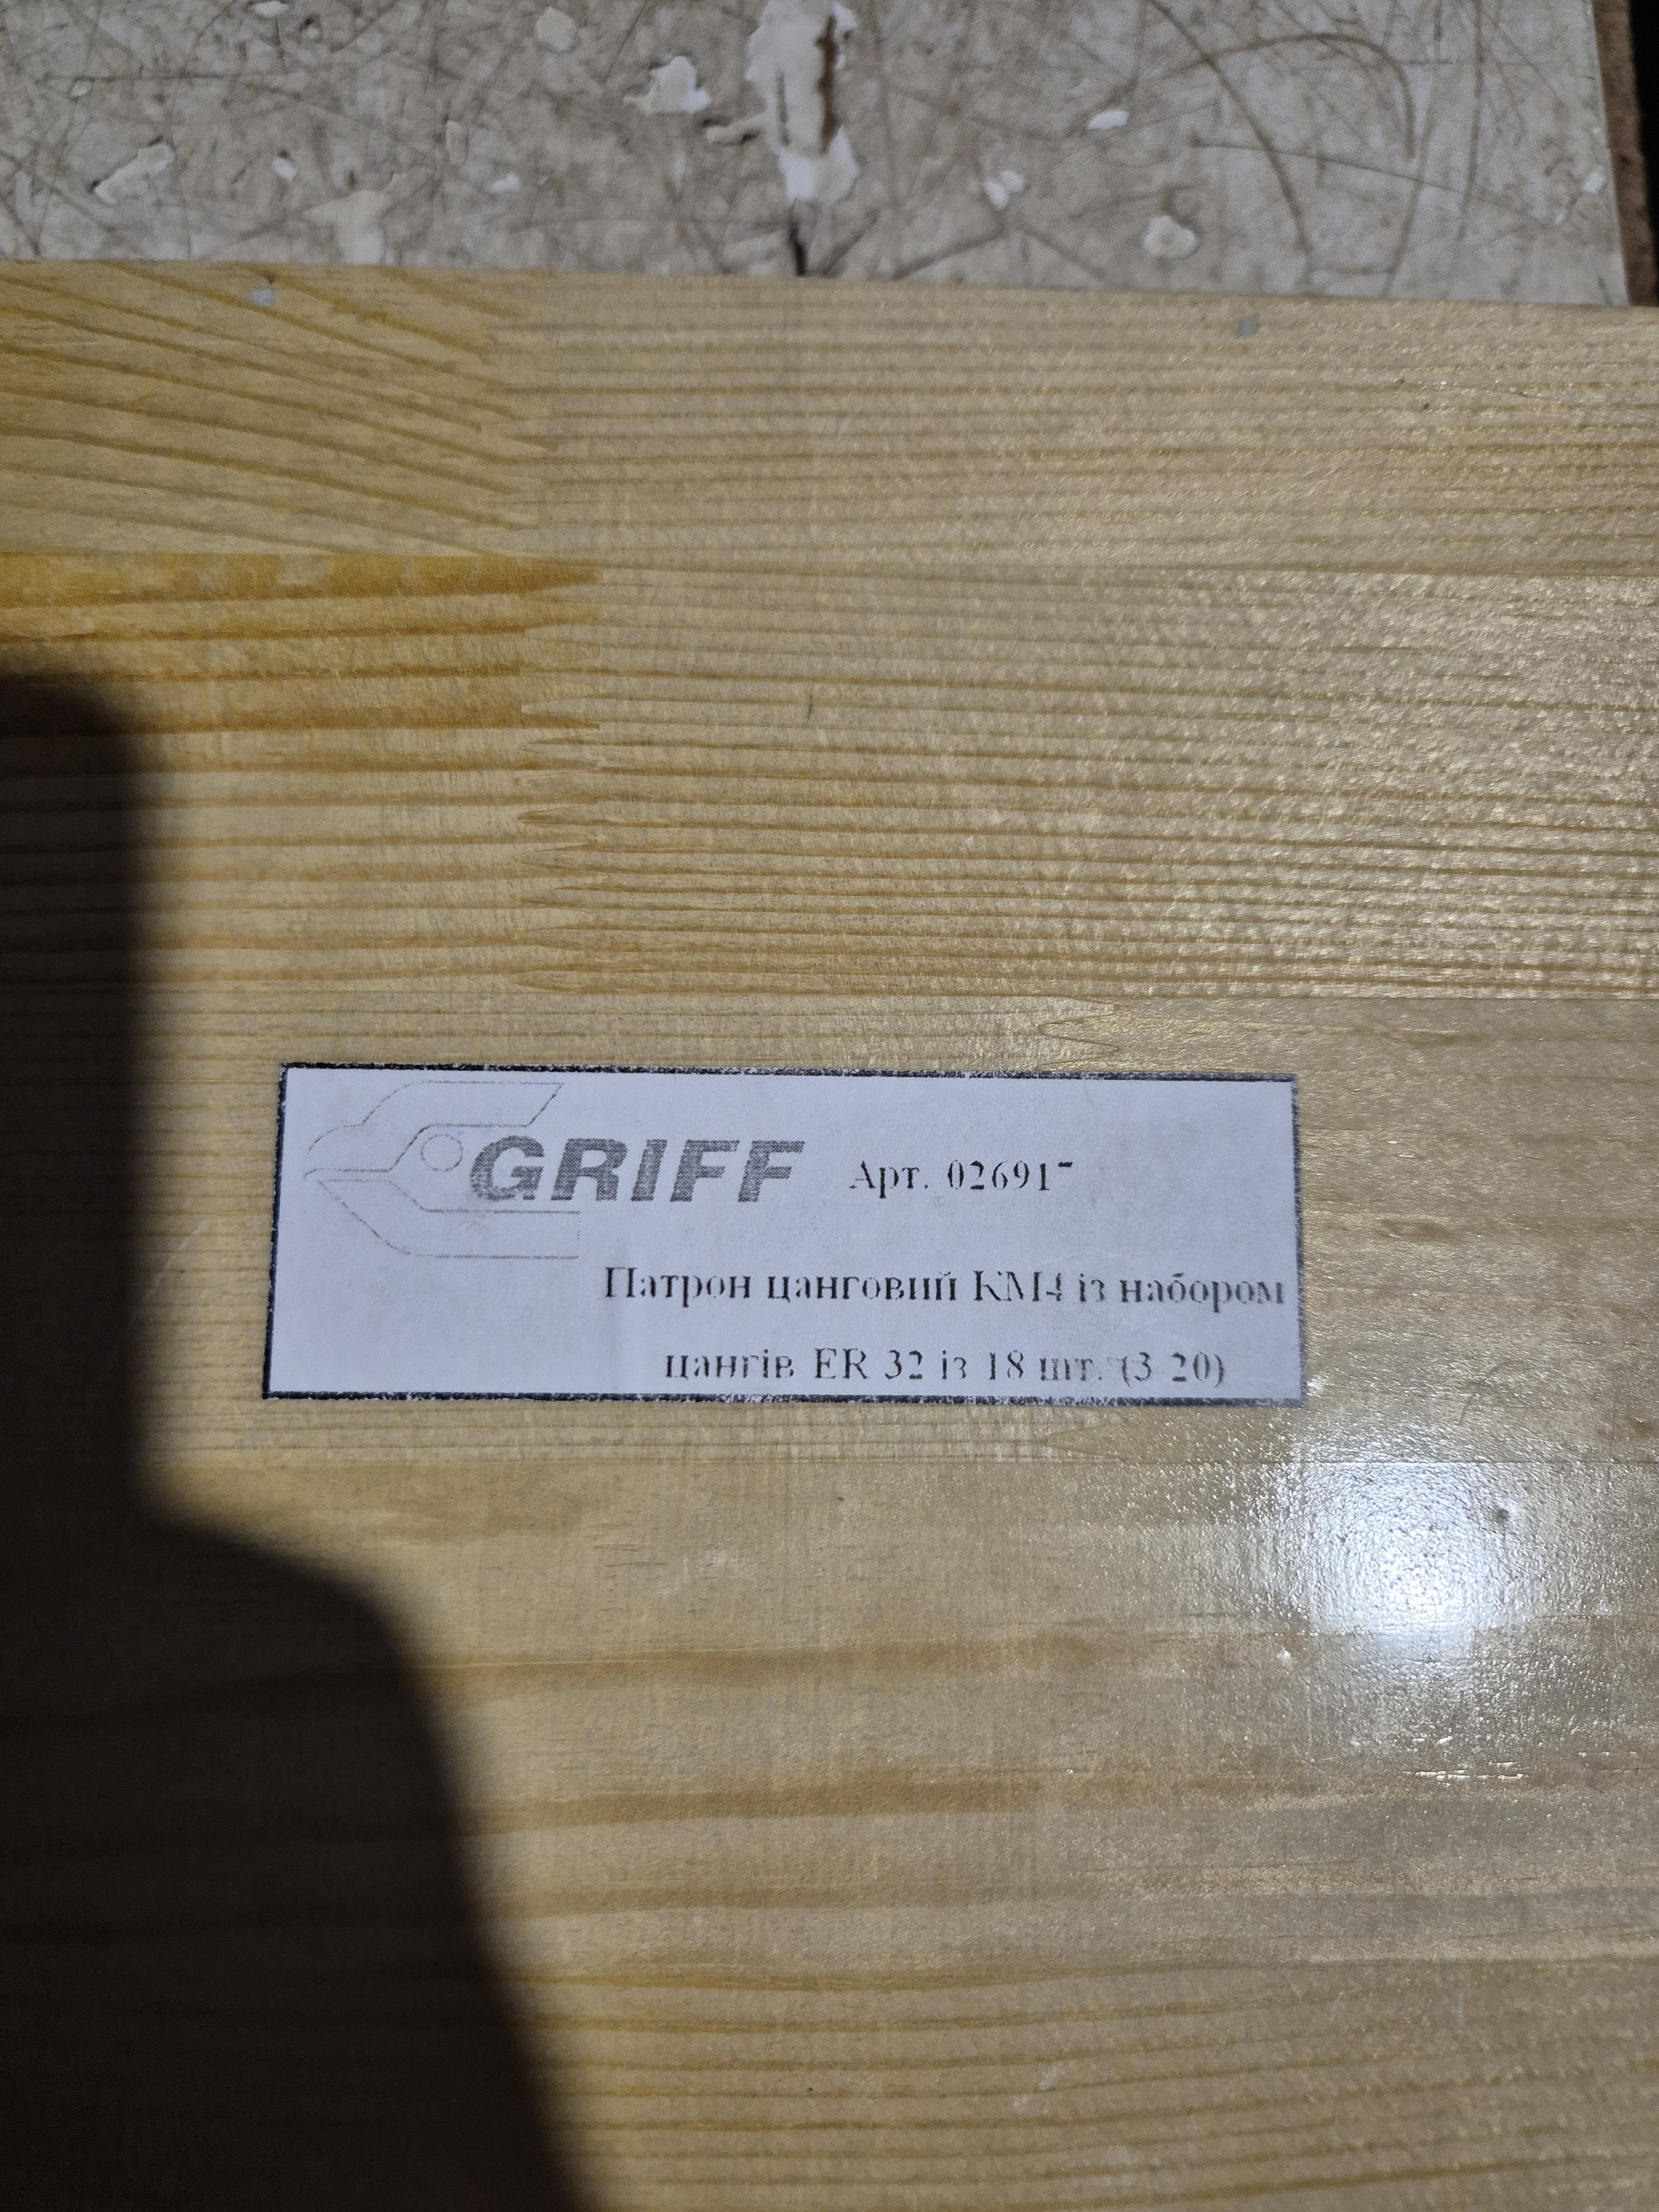 GRIFF Арт. 026917
Патрон цанговий КМ4 із набором
цангів ER 32 із 18 шт. (3-20)